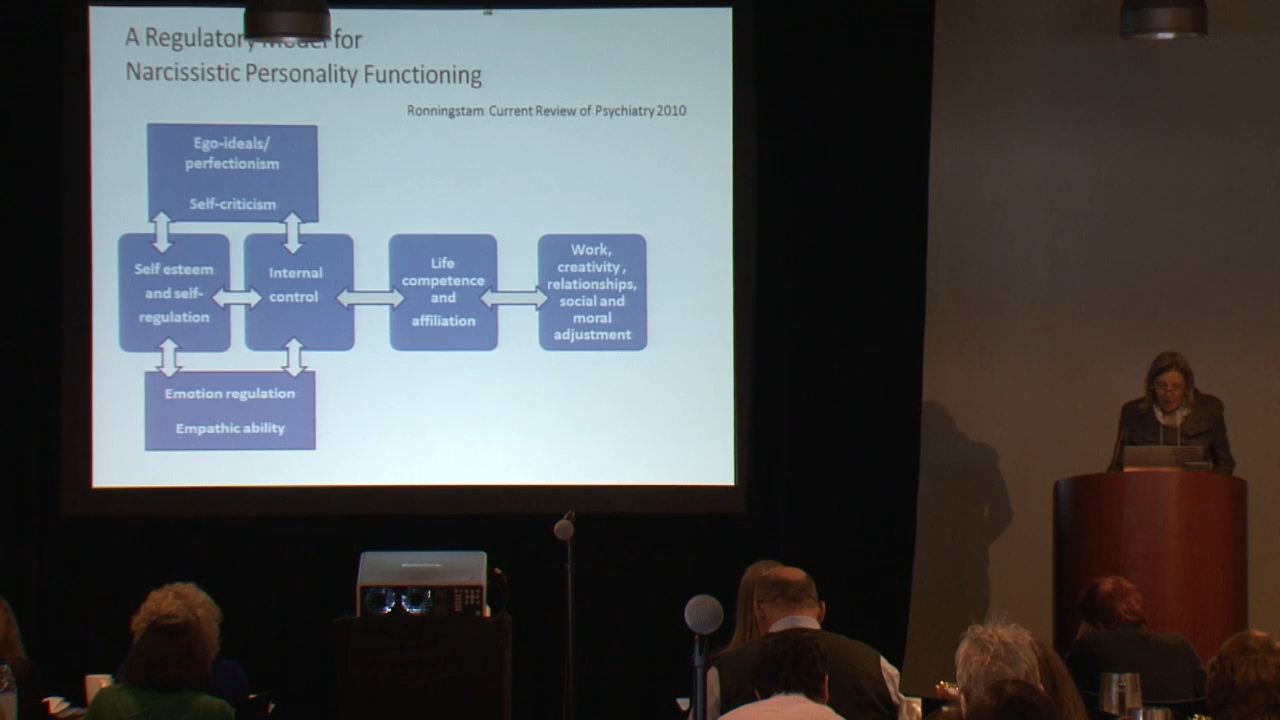 A Regulatory Model for
Narcissistic Personality Functioning
Ronningstam Current Review of Psychiatry 2010
Ego-ideals/
perfectionism
Self-criticism
Self esteem
and self-
regulation
Internal
control
Life
competence
and
affiliation
Work,
creativity ,
relationships,
social and
moral
adjustment
Emotion regulation
Empathic ability